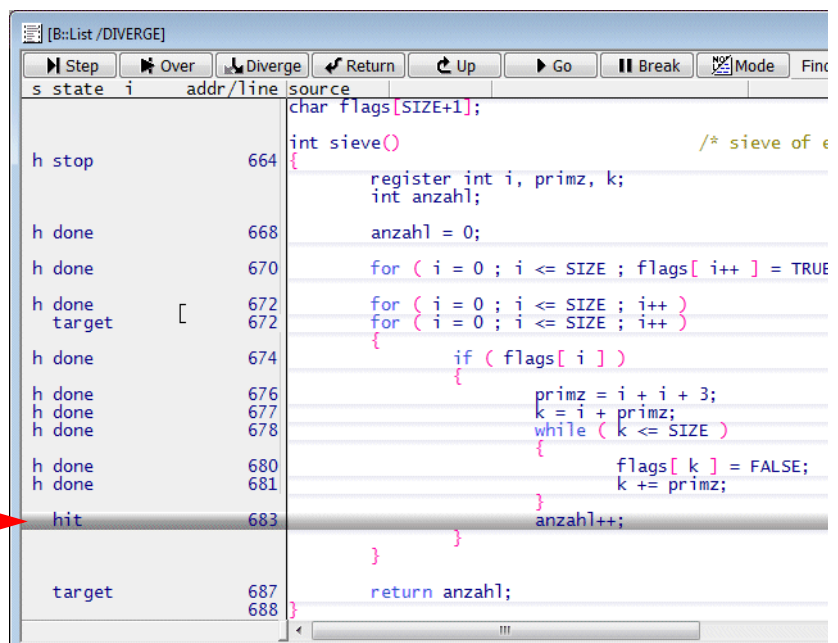 [B::List /DIVERGE]
Step Over Diverge Return Up Go Break Mode Find
s state i addr/line source
char flags[SIZE+1];
int sieve() /* sieve of e
h stop 664 {
register int i, primz, k;
int anzahl;
h done 668 anzahl = 0;
h done 670 for ( i = 0 ; i <= SIZE ; flags[ i++ ] = TRUE
h done 672 for ( i = 0 ; i <= SIZE ; i++ )
target 672 for ( i = 0 ; i <= SIZE ; i++ )
{
h done 674 if ( flags[ i ] )
{
h done 676 primz = i + i + 3;
h done 677 k = i + primz;
h done 678 while ( k <= SIZE )
{
h done 680 flags[ k ] = FALSE;
h done 681 k += primz;
}
hit 683 anzahl++;
}
}
target 687 return anzahl;
688 }